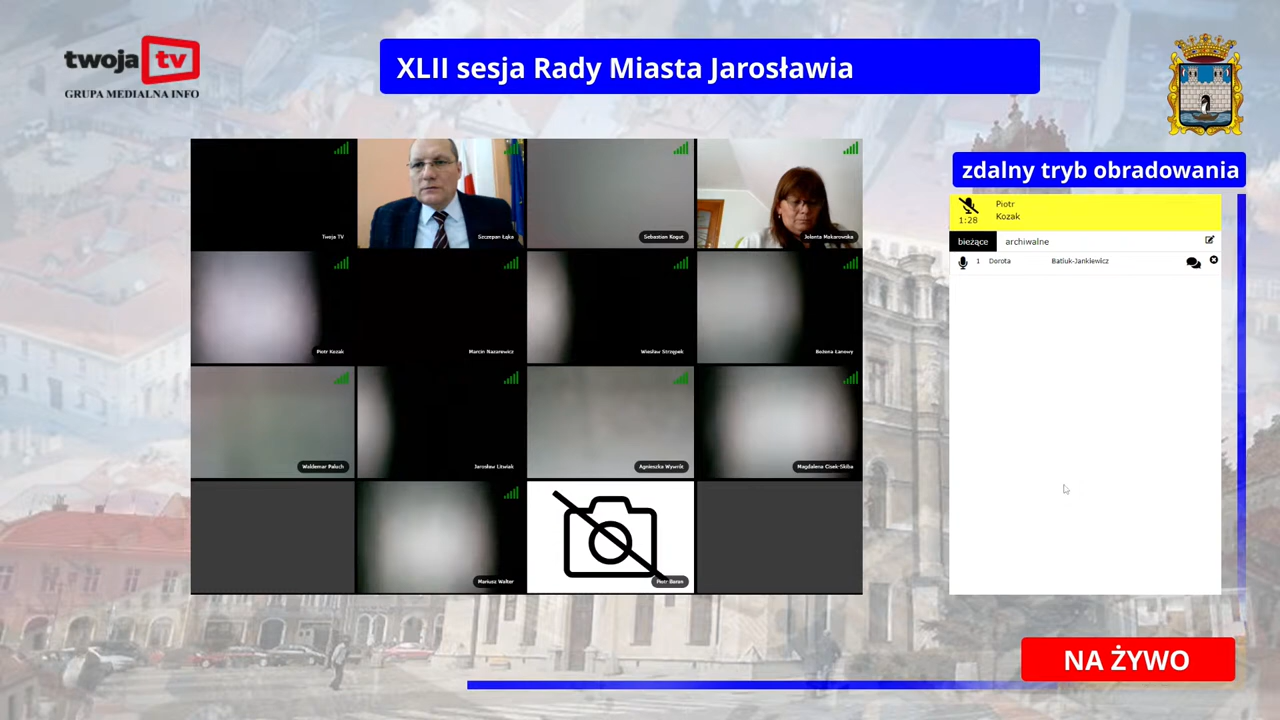 twoja tv
GRUPA MEDIALNA INFO
XLII sesja Rady Miasta Jarosławia
zdalny tryb obradowania
Piotr
Kozak
1:28
bieżące archiwalne
1 Dorota Batiuk-Jankiewicz
Twoja TV
Szczepan Łąka
Sebastian Kogut
Jolanta Makarowska
Piotr Kozak
Marcin Nazarewicz
Wiesław Strzępek
Bożena Łanowy
Waldemar Paluch
Jarosław Litwiak
Agnieszka Wywrót
Magdalena Cisek-Skiba
Mariusz Walter
Piotr Baran
NA ŻYWO